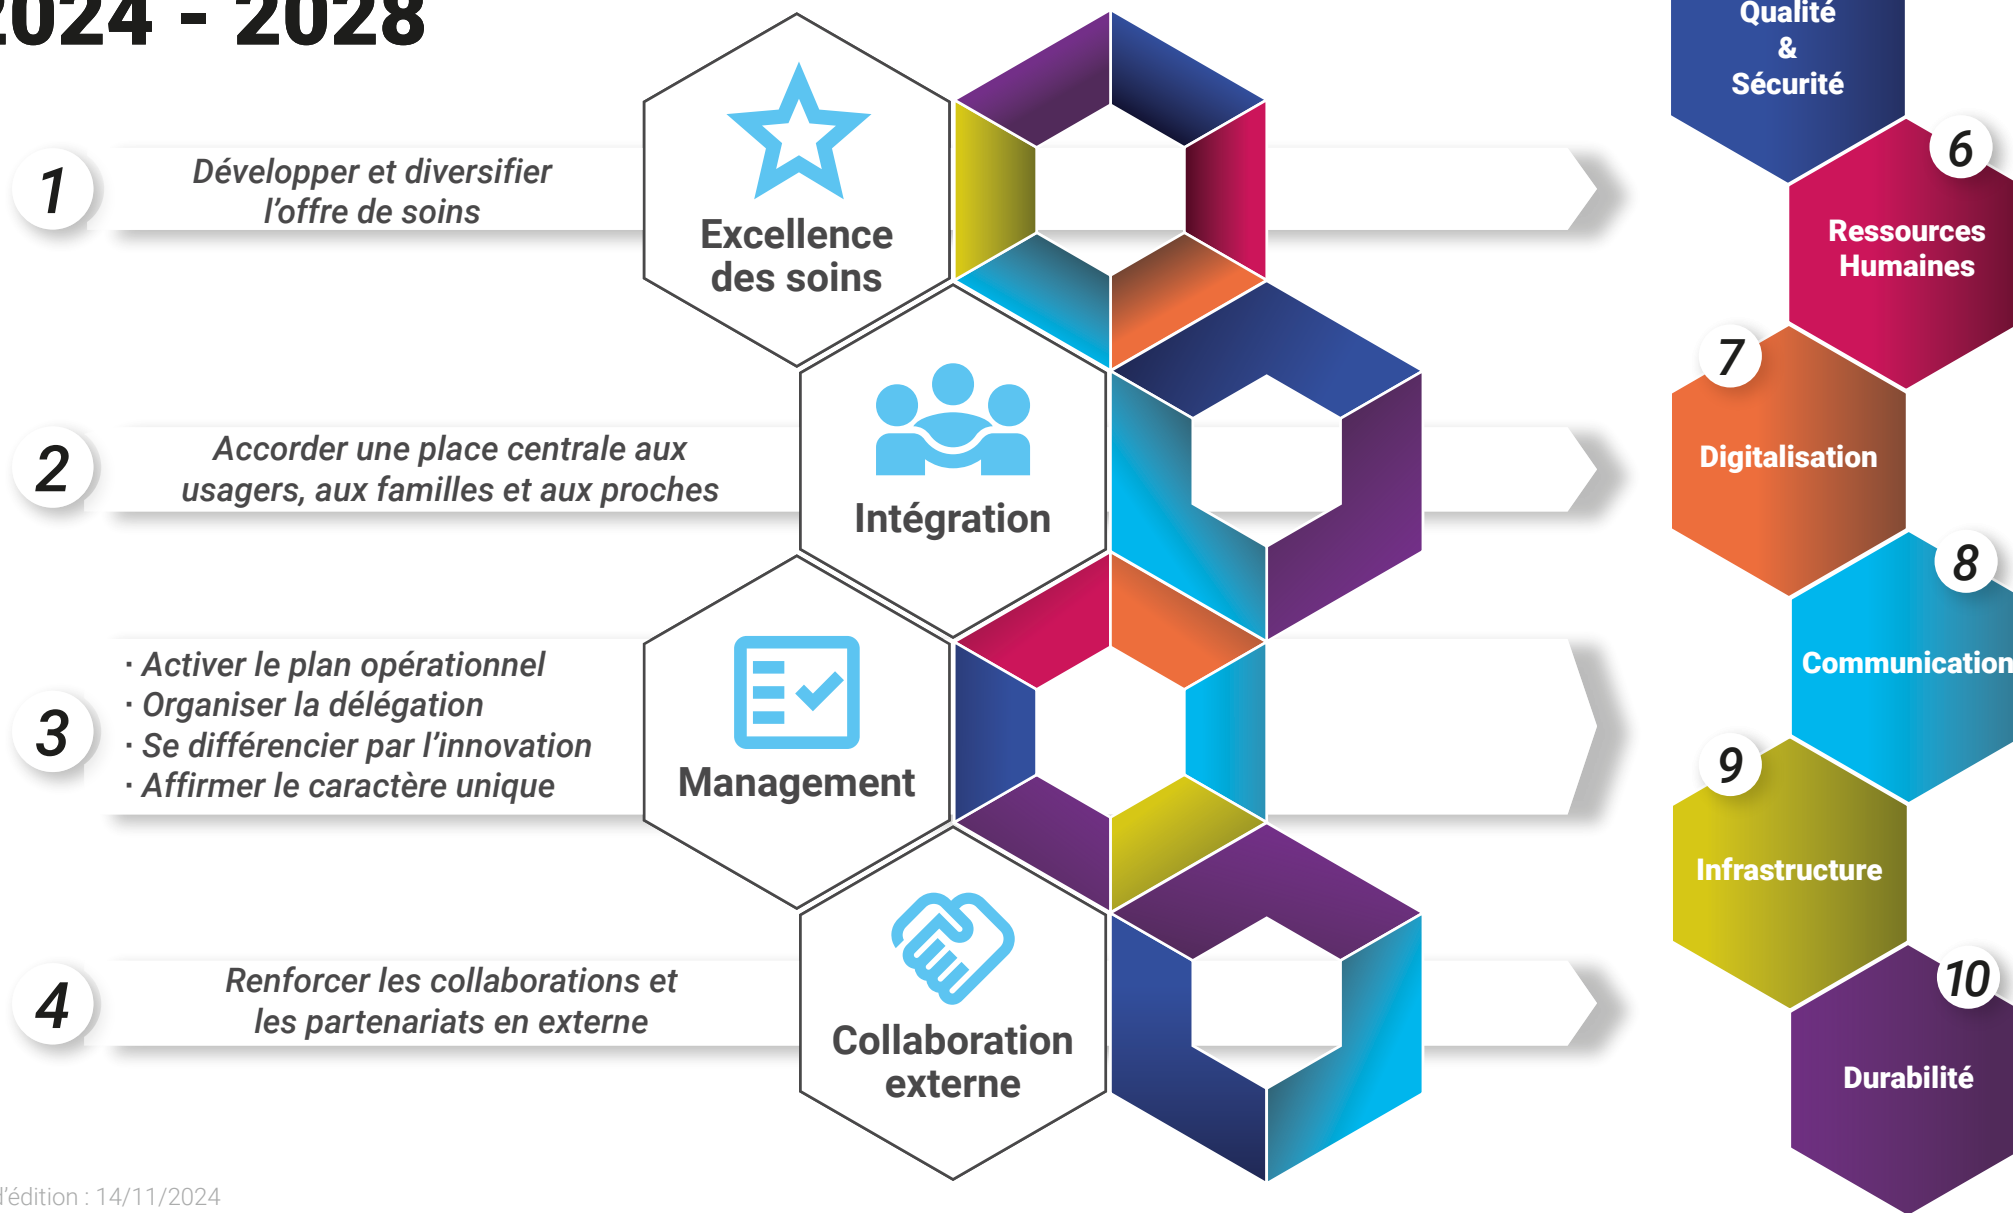 2024 - 2028
1
Développer et diversifier
l'offre de soins
Excellence
des soins
2
Accorder une place centrale aux
usagers, aux familles et aux proches
Intégration
3
· Activer le plan opérationnel
· Organiser la délégation
· Se différencier par l'innovation
· Affirmer le caractère unique
Management
4
Renforcer les collaborations et
les partenariats en externe
Collaboration
externe
Qualité
&
Sécurité
6
Ressources
Humaines
7
Digitalisation
8
Communication
9
Infrastructure
10
Durabilité
d'édition : 14/11/2024